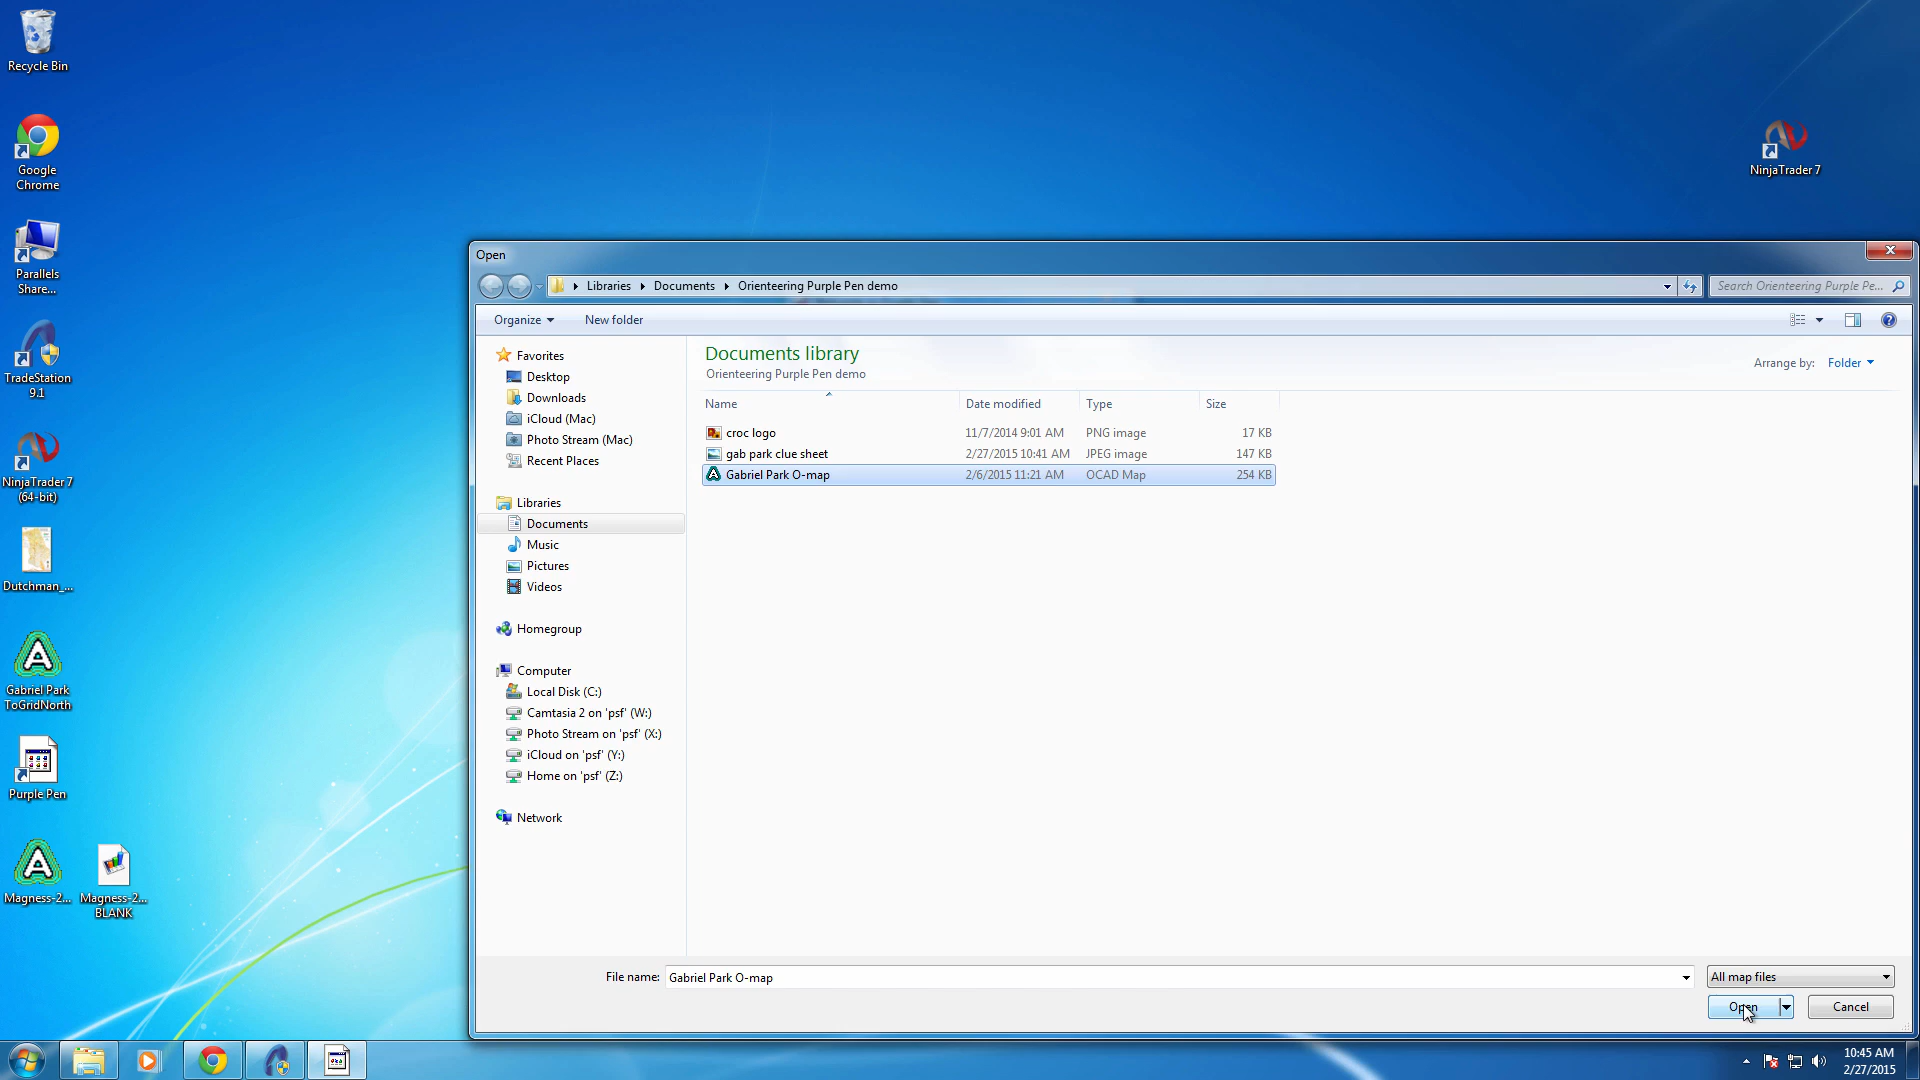 Recycle Bin
Google
Chrome
Parallels
Share...
TradeStation
9.1
NinjaTrader 7
(64-bit)
Dutchman_...
Gabriel Park
ToGridNorth
Purple Pen
Magness-2...
Magness-2...
BLANK
NinjaTrader 7
Open
Libraries Documents Orienteering Purple Pen demo
Search Orienteering Purple Pe...
Organize New folder
Favorites
Desktop
Downloads
iCloud (Mac)
Photo Stream (Mac)
Recent Places
Libraries
Documents
Music
Pictures
Videos
Homegroup
Computer
Local Disk (C:)
Camtasia 2 on 'psf' (W:)
Photo Stream on 'psf' (X:)
iCloud on 'psf' (Y:)
Home on 'psf' (Z:)
Network
Documents library
Orienteering Purple Pen demo
Arrange by: Folder
Name Date modified Type Size
croc logo 11/7/2014 9:01 AM PNG image 17 KB
gab park clue sheet 2/27/2015 10:41 AM JPEG image 147 KB
Gabriel Park O-map 2/6/2015 11:21 AM OCAD Map 254 KB
File name: Gabriel Park O-map All map files
Open Cancel
10:45 AM
2/27/2015